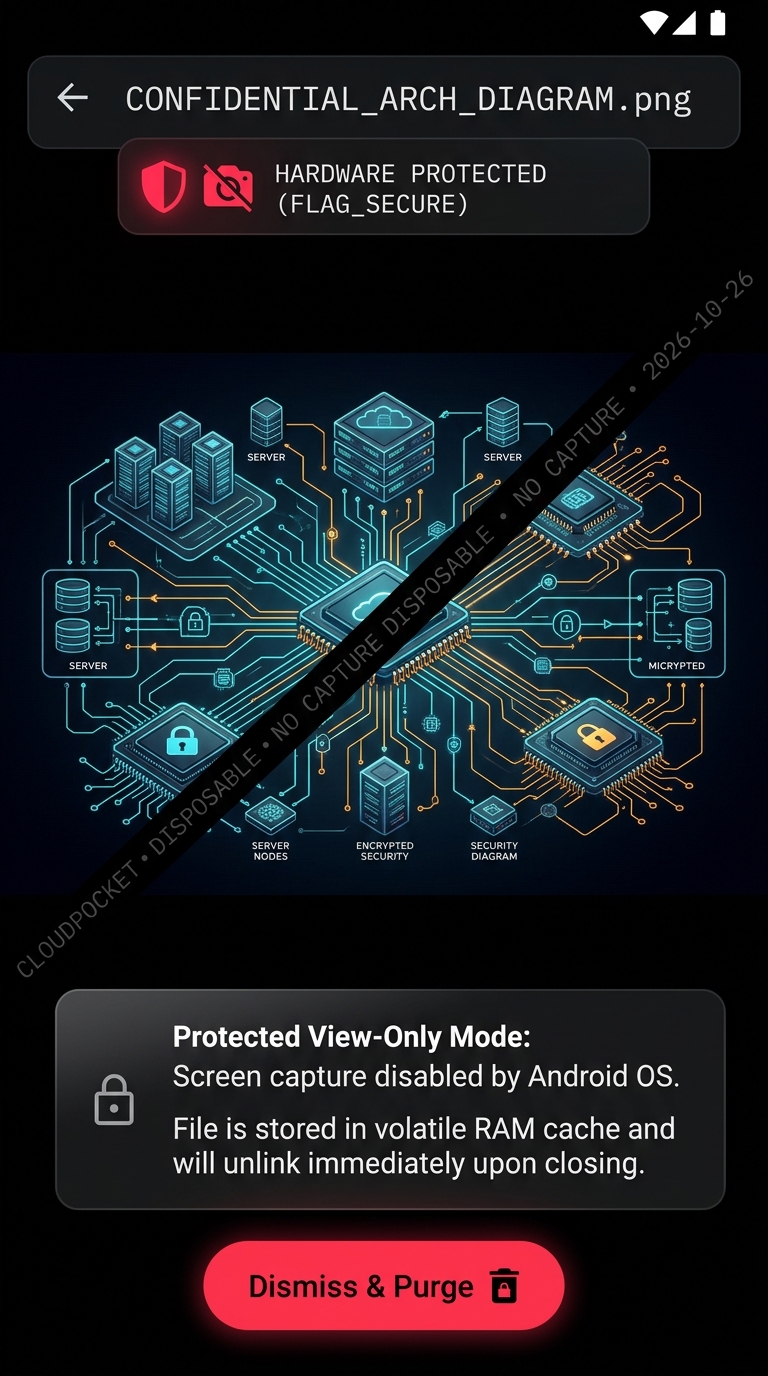 CONFIDENTIAL_ARCH_DIAGRAM.png
HARDWARE PROTECTED
(FLAG_SECURE)
CLOUDPOCKET • DISPOSABLE • NO CAPTURE DISPOSABLE • NO CAPTURE • 2026-10-26
SERVER
SERVER
SERVER
MICRYPTED
SERVER
NODES
ENCRYPTED
SECURITY
SECURITY
DIAGRAM
Protected View-Only Mode:
Screen capture disabled by Android OS.
File is stored in volatile RAM cache and
will unlink immediately upon closing.
Dismiss & Purge